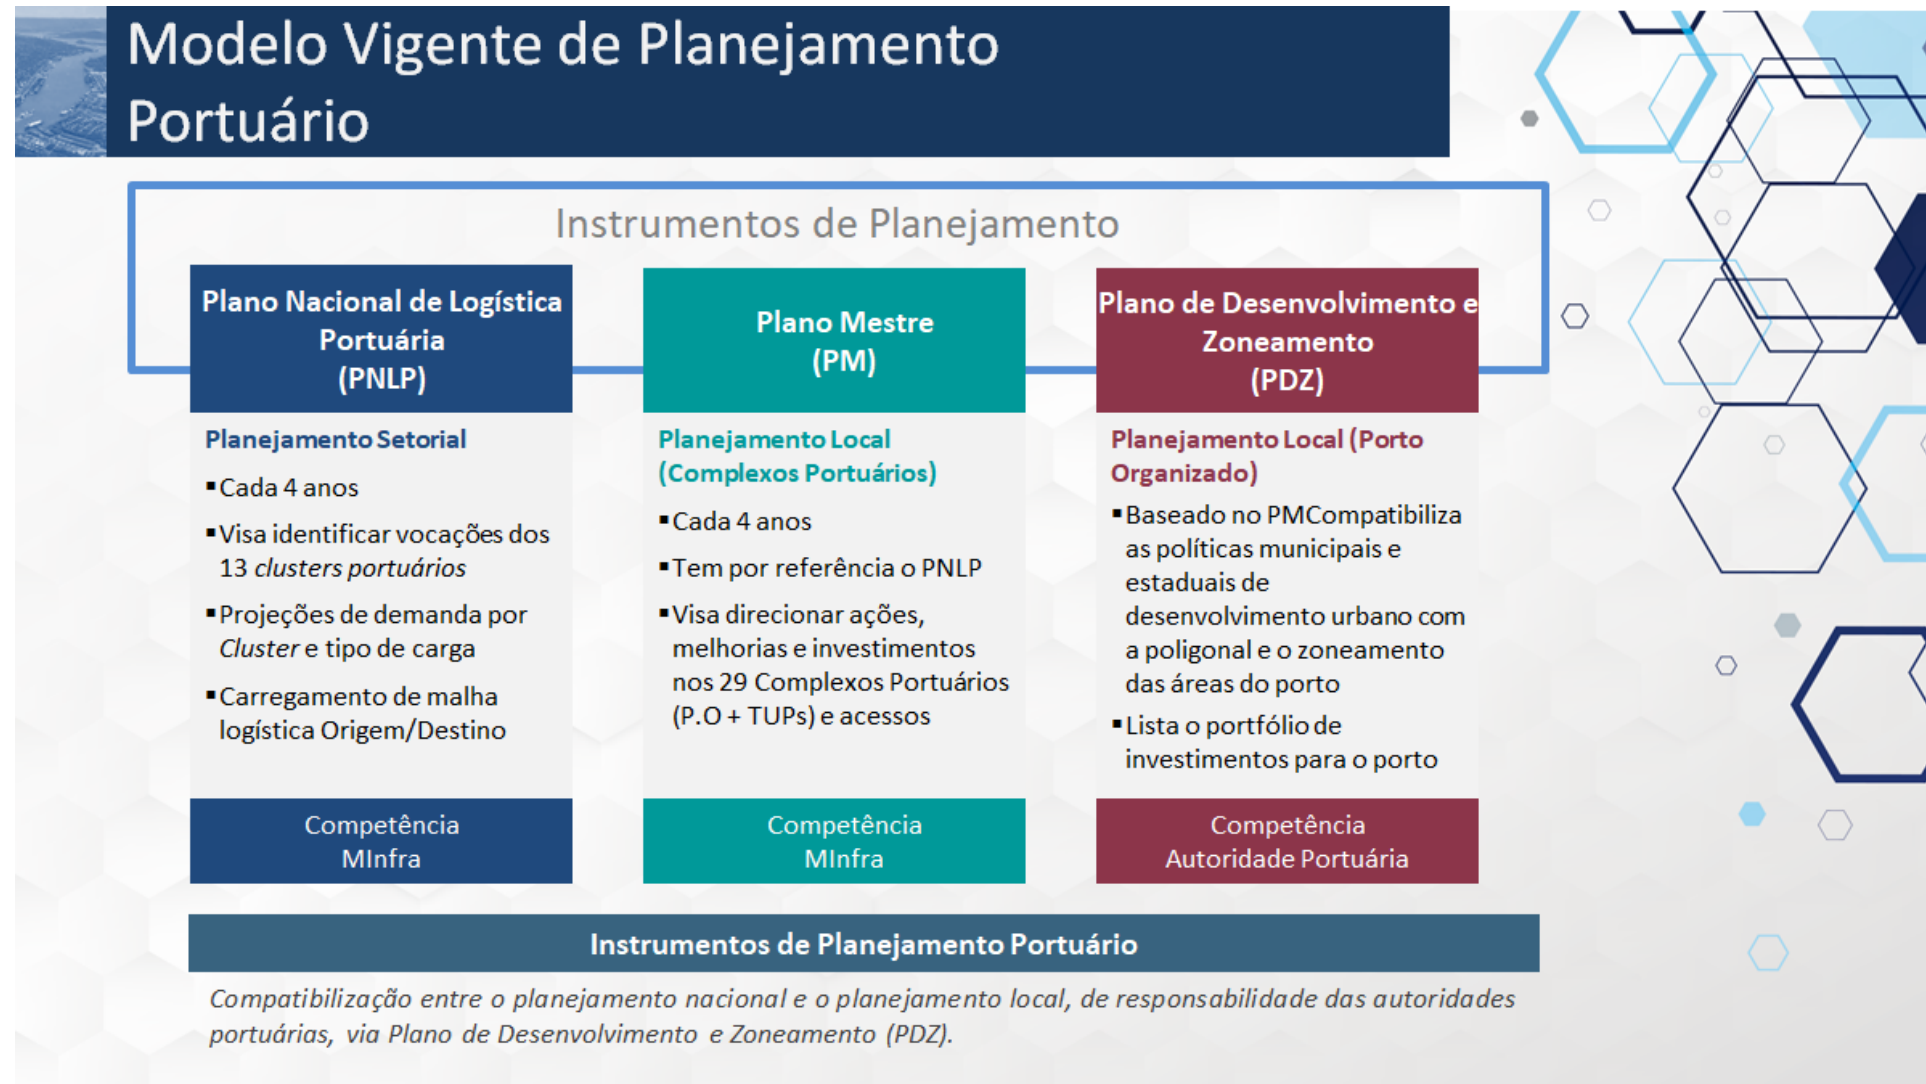 Modelo Vigente de Planejamento
Portuário
Instrumentos de Planejamento
Plano Nacional de Logística
Portuária
(PNLP)
Planejamento Setorial
▪Cada 4 anos
▪Visa identificar vocações dos
13 clusters portuários
▪Projeções de demanda por
Cluster e tipo de carga
▪Carregamento de malha
logística Origem/Destino
Competência
MInfra
Plano Mestre
(PM)
Planejamento Local
(Complexos Portuários)
▪Cada 4 anos
▪Tem por referência o PNLP
▪Visa direcionar ações,
melhorias e investimentos
nos 29 Complexos Portuários
(P.O + TUPs) e acessos
Competência
MInfra
Plano de Desenvolvimento e
Zoneamento
(PDZ)
Planejamento Local (Porto
Organizado)
▪Baseado no PMCompatibiliza
as políticas municipais e
estaduais de
desenvolvimento urbano com
a poligonal e o zoneamento
das áreas do porto
▪Lista o portfólio de
investimentos para o porto
Competência
Autoridade Portuária
Instrumentos de Planejamento Portuário
Compatibilização entre o planejamento nacional e o planejamento local, de responsabilidade das autoridades
portuárias, via Plano de Desenvolvimento e Zoneamento (PDZ).